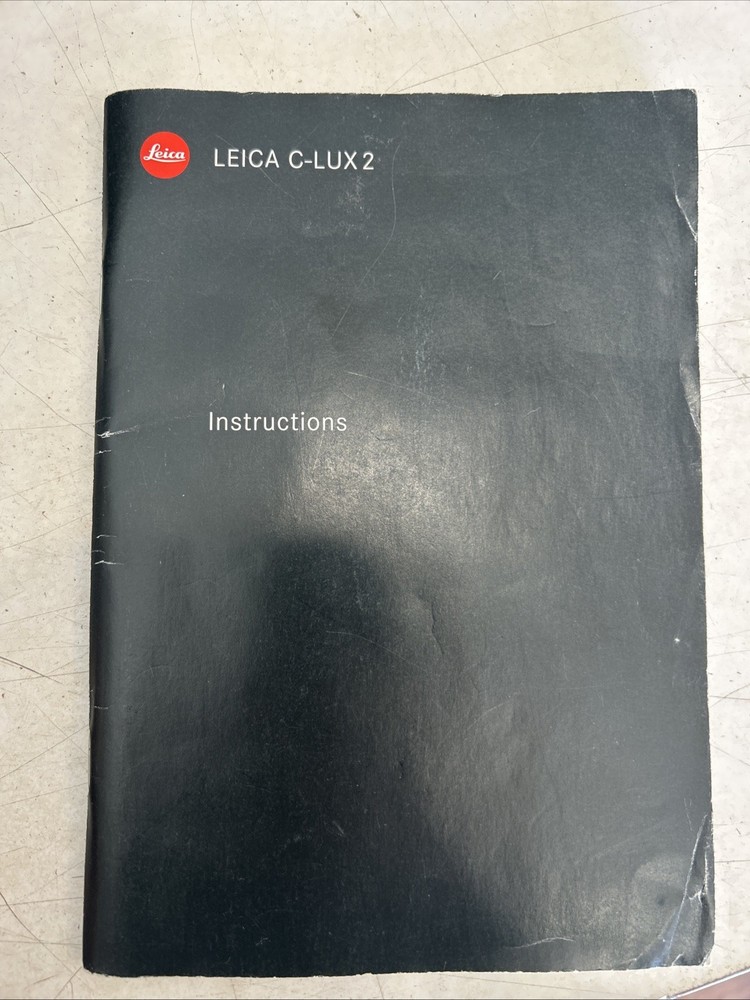 Leica
LEICA C-LUX 2
Instructions